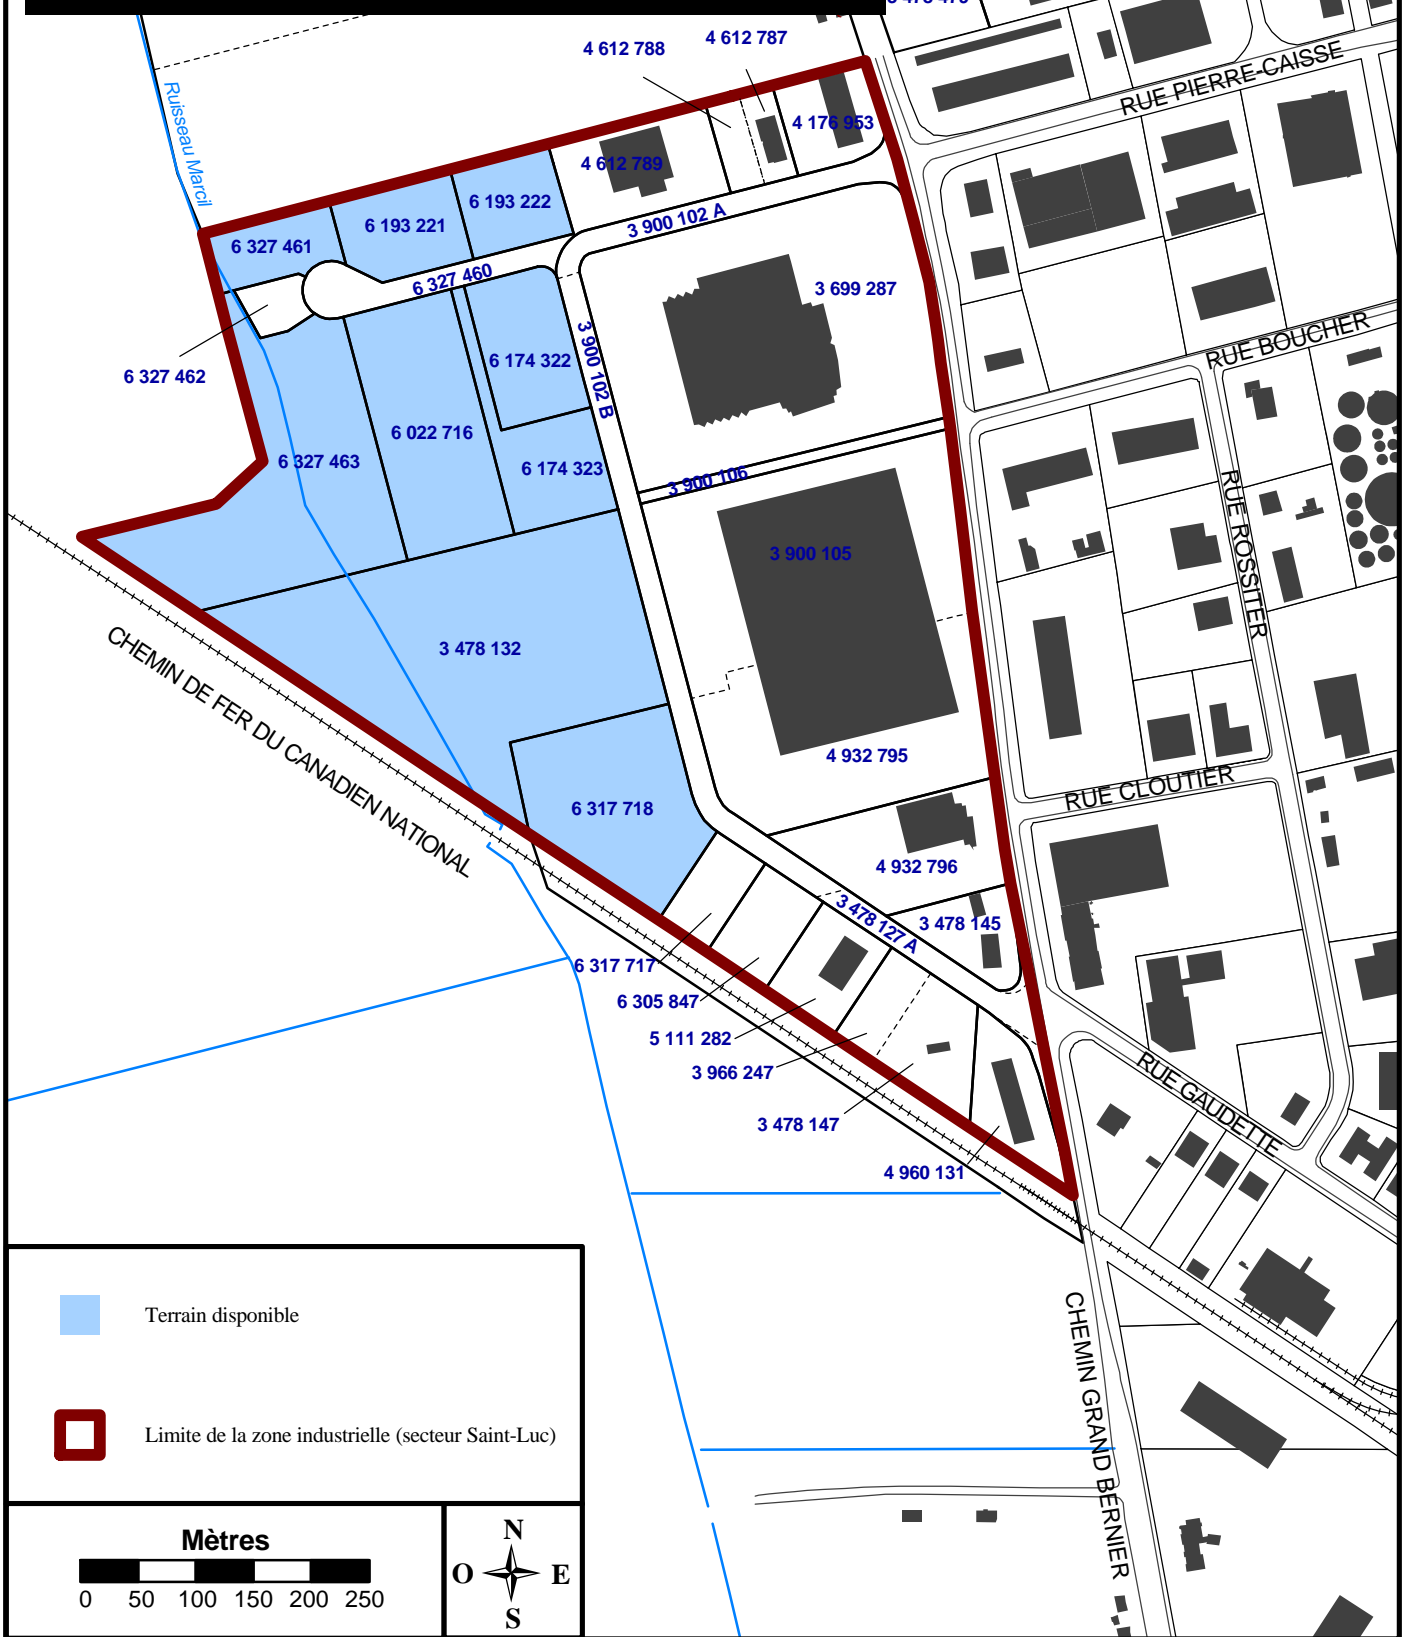 4 612 788
4 612 787
RUE PIERRE-CAISSE
Ruisseau Marcil
4 176 953
4 612 789
6 193 222
6 193 221
3 900 102 A
6 327 461
6 327 460
3 699 287
3 900 102 B
RUE BOUCHER
6 174 322
6 327 462
6 022 716
6 327 463
6 174 323
3 900 106
RUE ROSSITER
3 900 105
3 478 132
CHEMIN DE FER DU CANADIEN NATIONAL
4 932 795
RUE CLOUTIER
6 317 718
4 932 796
3 478 127 A
3 478 145
6 317 717
6 305 847
5 111 282
3 966 247
RUE GAUDETTE
3 478 147
4 960 131
CHEMIN GRAND BERNIER
Terrain disponible
Limite de la zone industrielle (secteur Saint-Luc)
Mètres
0 50 100 150 200 250
N
O E
S